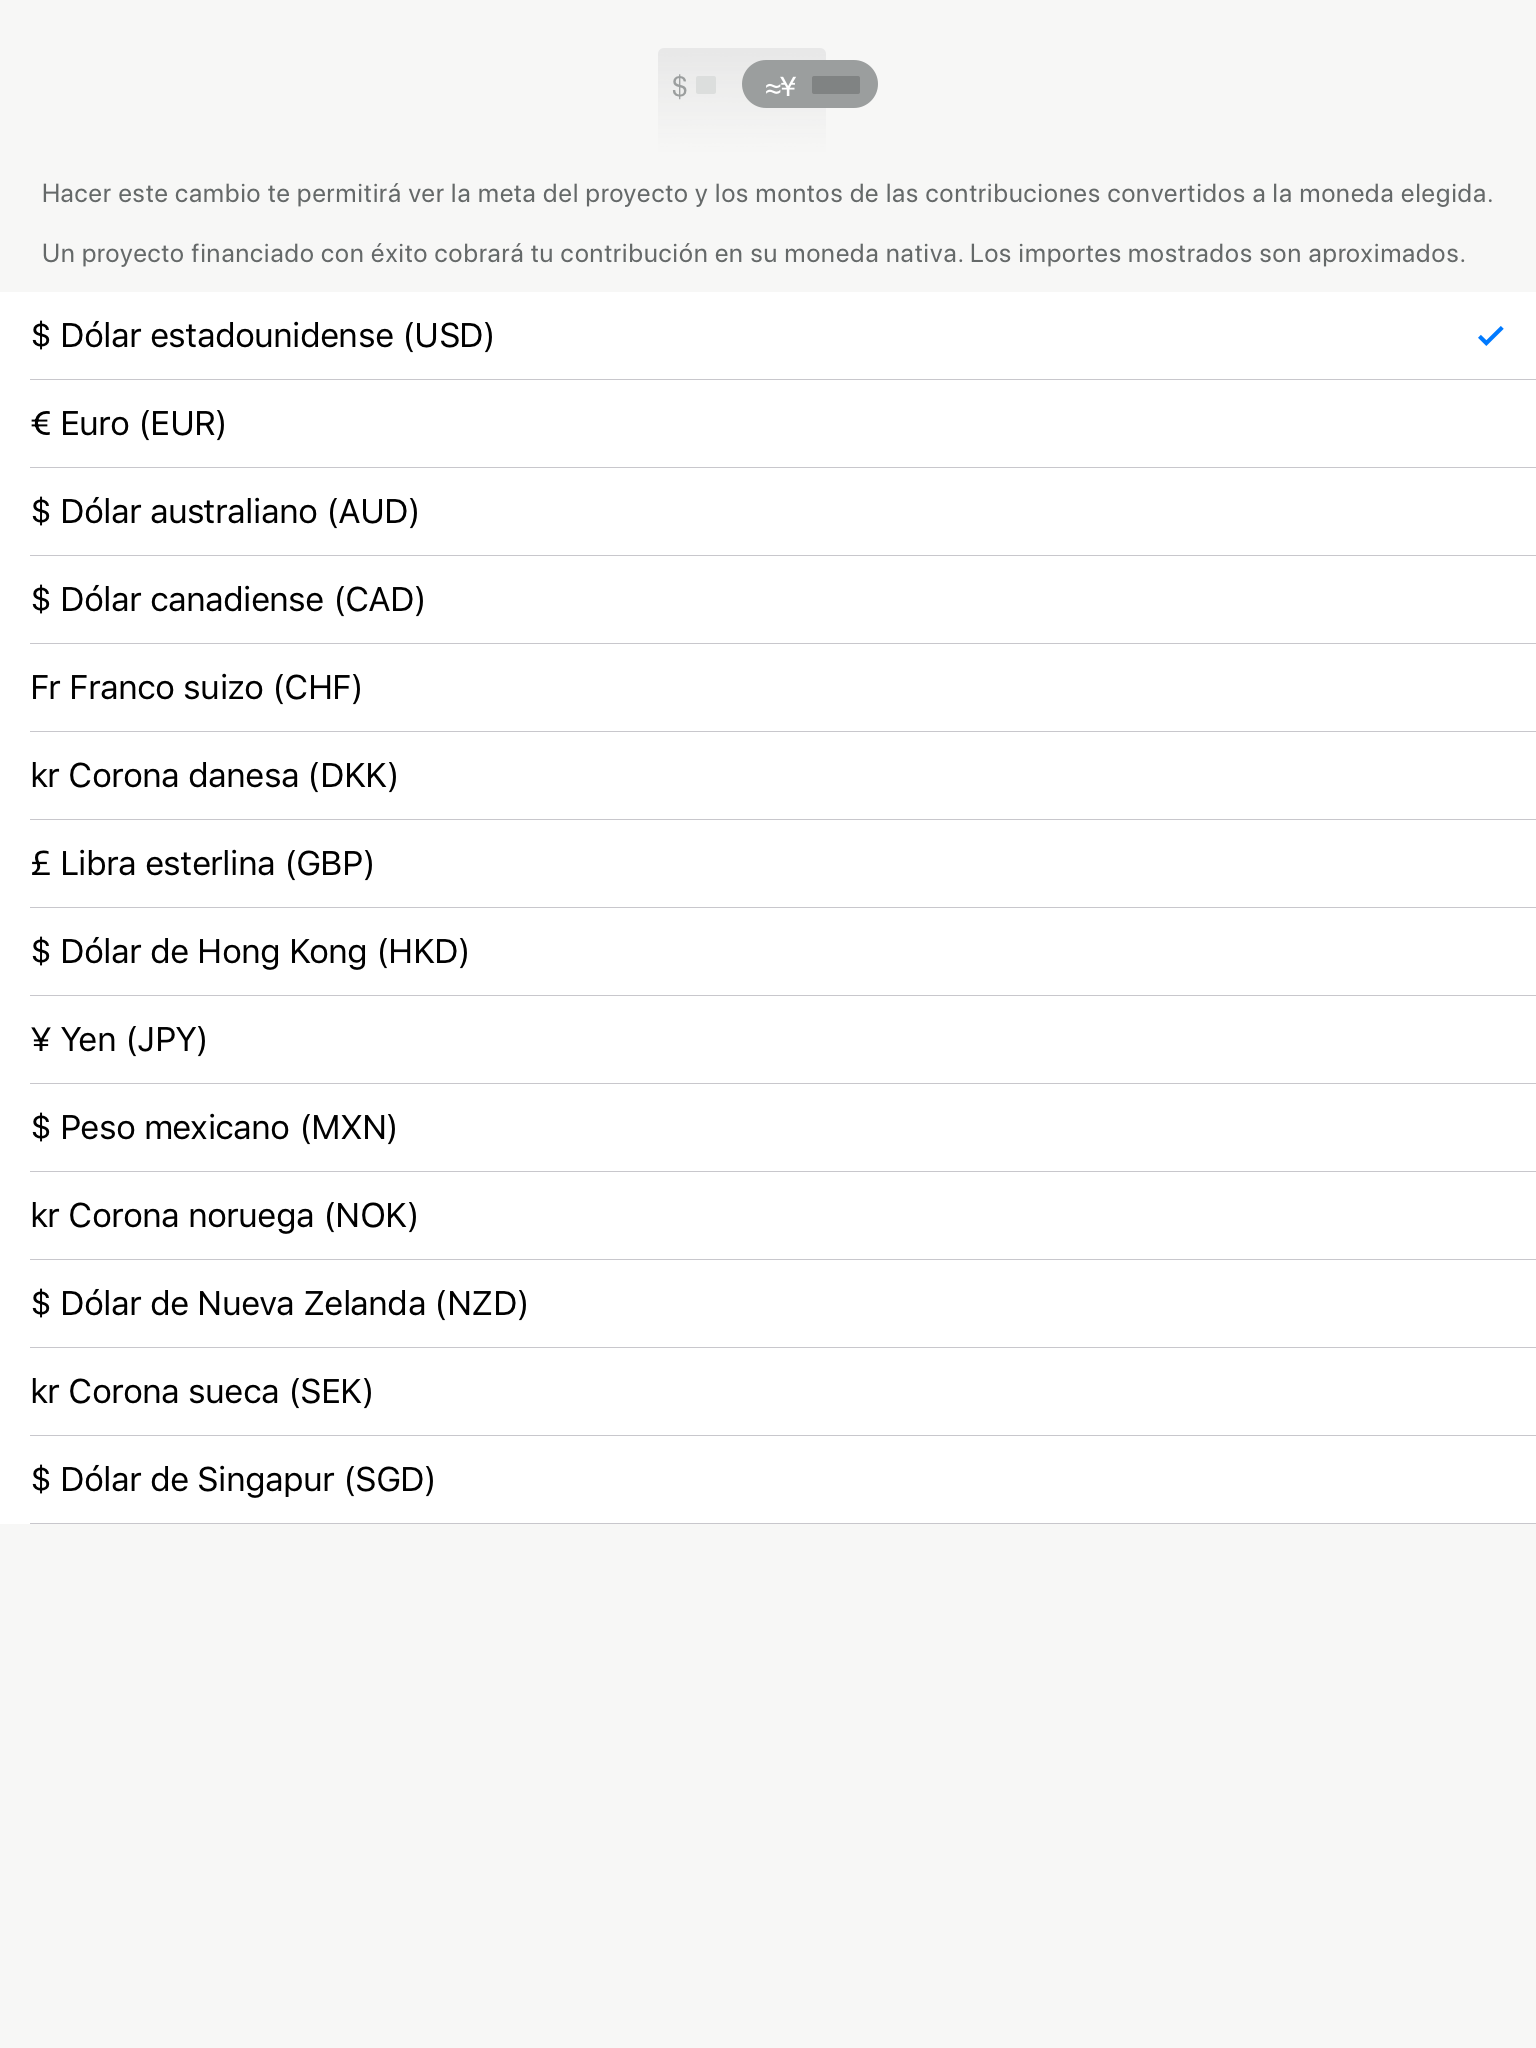 $ ≈¥
Hacer este cambio te permitirá ver la meta del proyecto y los montos de las contribuciones convertidos a la moneda elegida.
Un proyecto financiado con éxito cobrará tu contribución en su moneda nativa. Los importes mostrados son aproximados.
$ Dólar estadounidense (USD)
€ Euro (EUR)
$ Dólar australiano (AUD)
$ Dólar canadiense (CAD)
Fr Franco suizo (CHF)
kr Corona danesa (DKK)
£ Libra esterlina (GBP)
$ Dólar de Hong Kong (HKD)
¥ Yen (JPY)
$ Peso mexicano (MXN)
kr Corona noruega (NOK)
$ Dólar de Nueva Zelanda (NZD)
kr Corona sueca (SEK)
$ Dólar de Singapur (SGD)